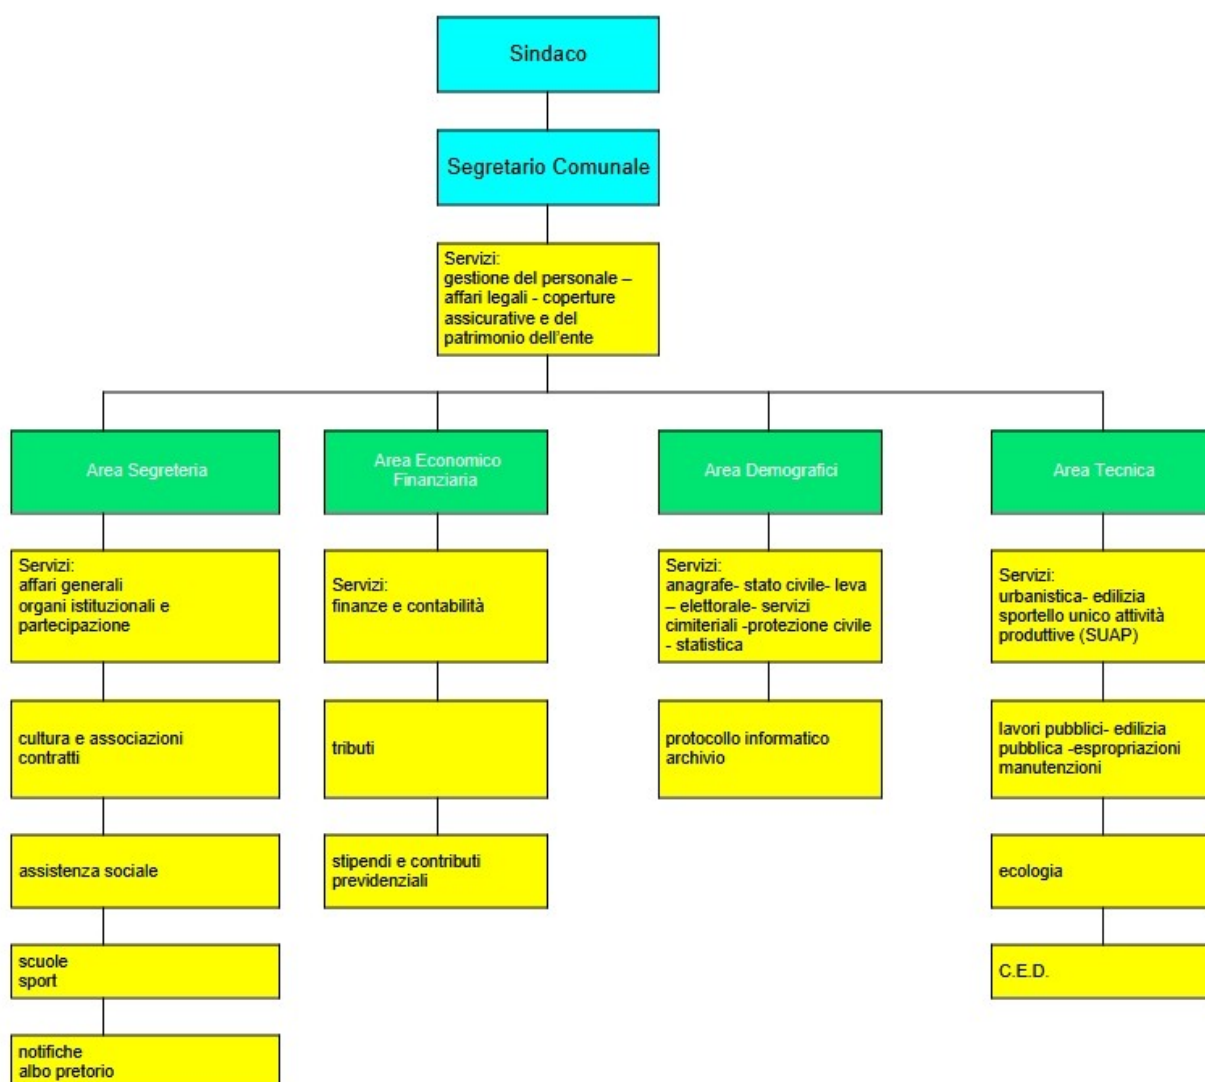 Sindaco
Segretario Comunale
Servizi:
gestione del personale –
affari legali - coperture
assicurative e del
patrimonio dell'ente
Area Segreteria
Area Economico
Finanziaria
Area Demografici
Area Tecnica
Servizi:
affari generali
organi istituzionali e
partecipazione
Servizi:
finanze e contabilità
Servizi:
anagrafe- stato civile- leva
– elettorale- servizi
cimiteriali -protezione civile
- statistica
Servizi:
urbanistica- edilizia
sportello unico attività
produttive (SUAP)
cultura e associazioni
contratti
tributi
protocollo informatico
archivio
lavori pubblici- edilizia
pubblica -espropriazioni
manutenzioni
assistenza sociale
stipendi e contributi
previdenziali
ecologia
scuole
sport
C.E.D.
notifiche
albo pretorio